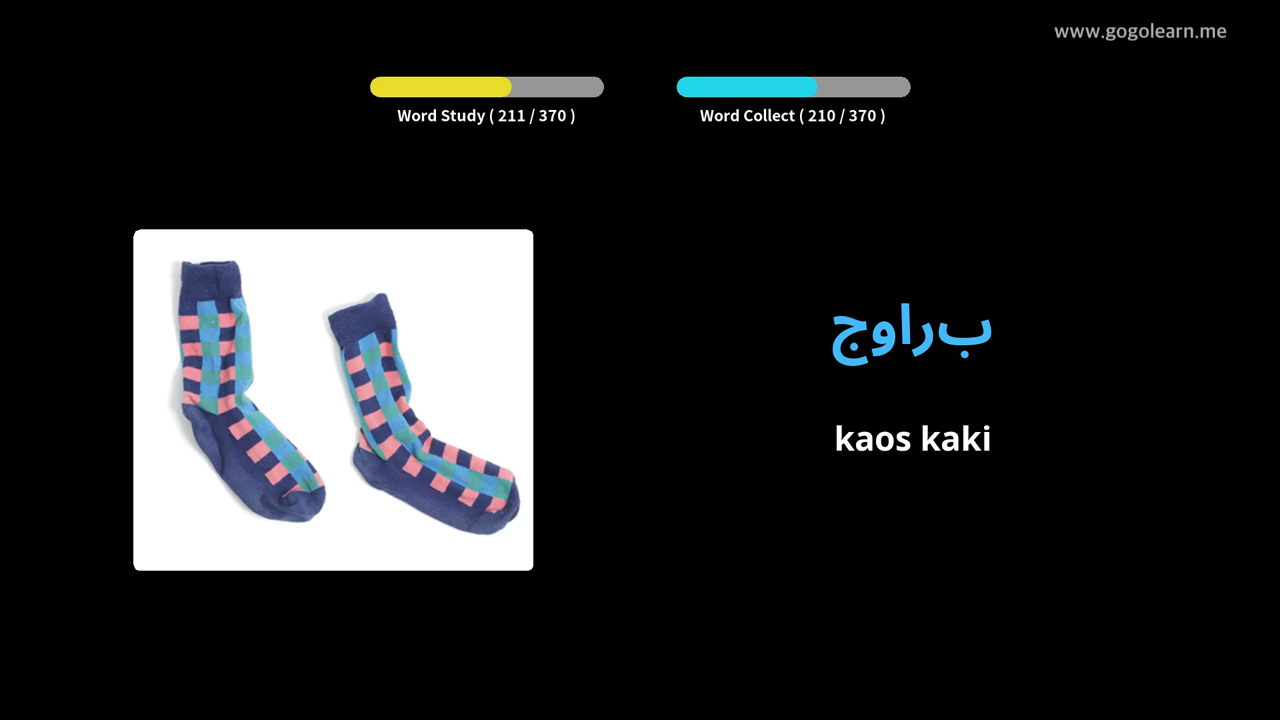 www.gogolearn.me
Word Study ( 211 / 370 )
Word Collect ( 210 / 370 )
ب‌راوج
kaos kaki